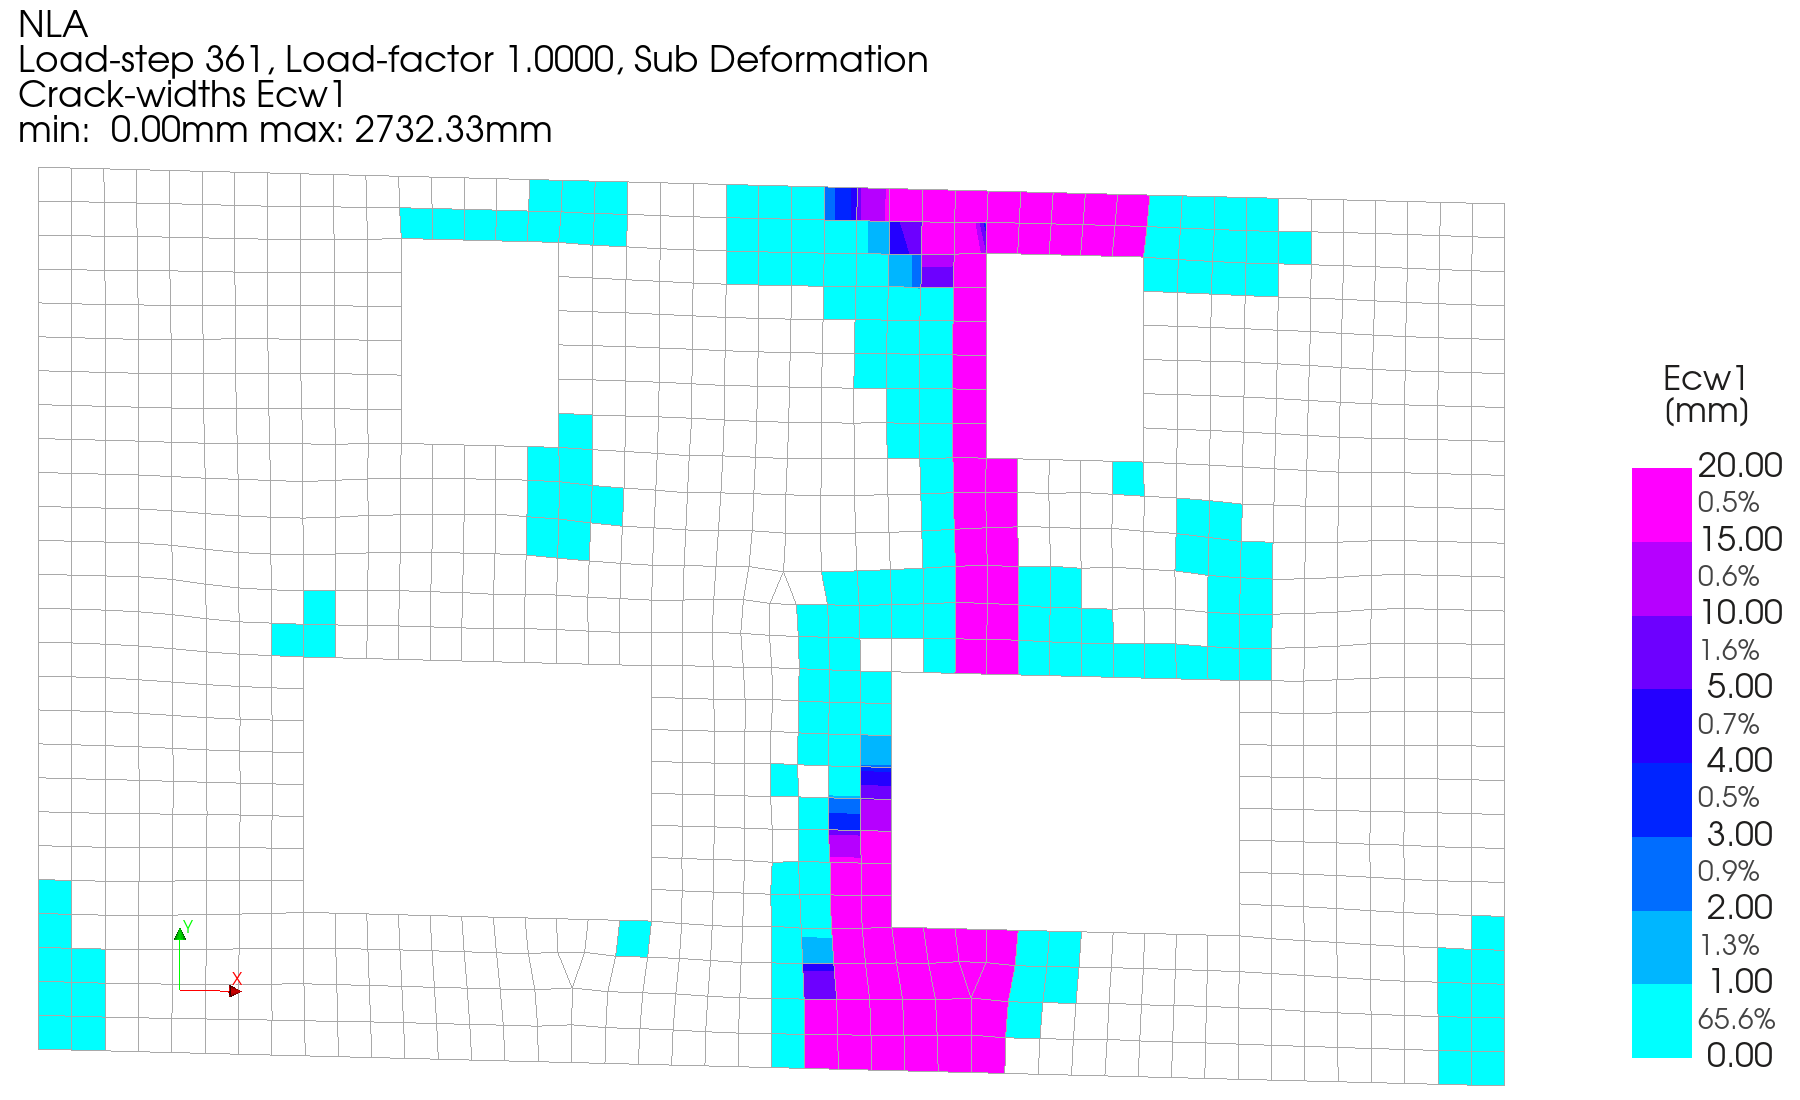 NLA
Load-step 361, Load-factor 1.0000, Sub Deformation
Crack-widths Ecw1
min:  0.00mm max: 2732.33mm
Ecw1
(mm)
20.00
0.5%
15.00
0.6%
10.00
1.6%
5.00
0.7%
4.00
0.5%
3.00
0.9%
2.00
1.3%
1.00
65.6%
0.00
Y
X